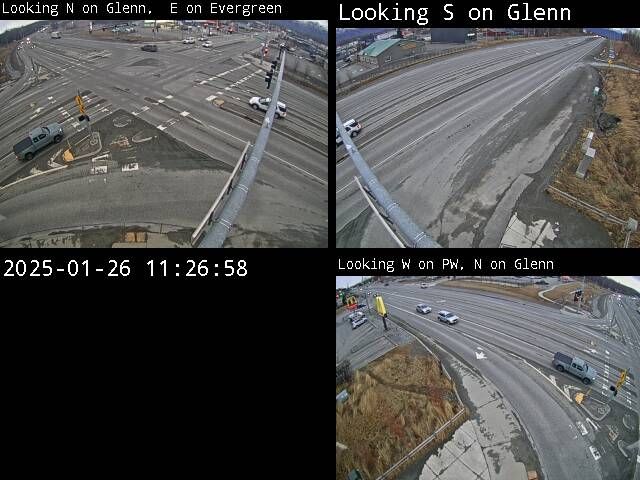 Looking N on Glenn, E on Evergreen
Looking S on Glenn
2025-01-26 11:26:58
Looking W on PW, N on Glenn